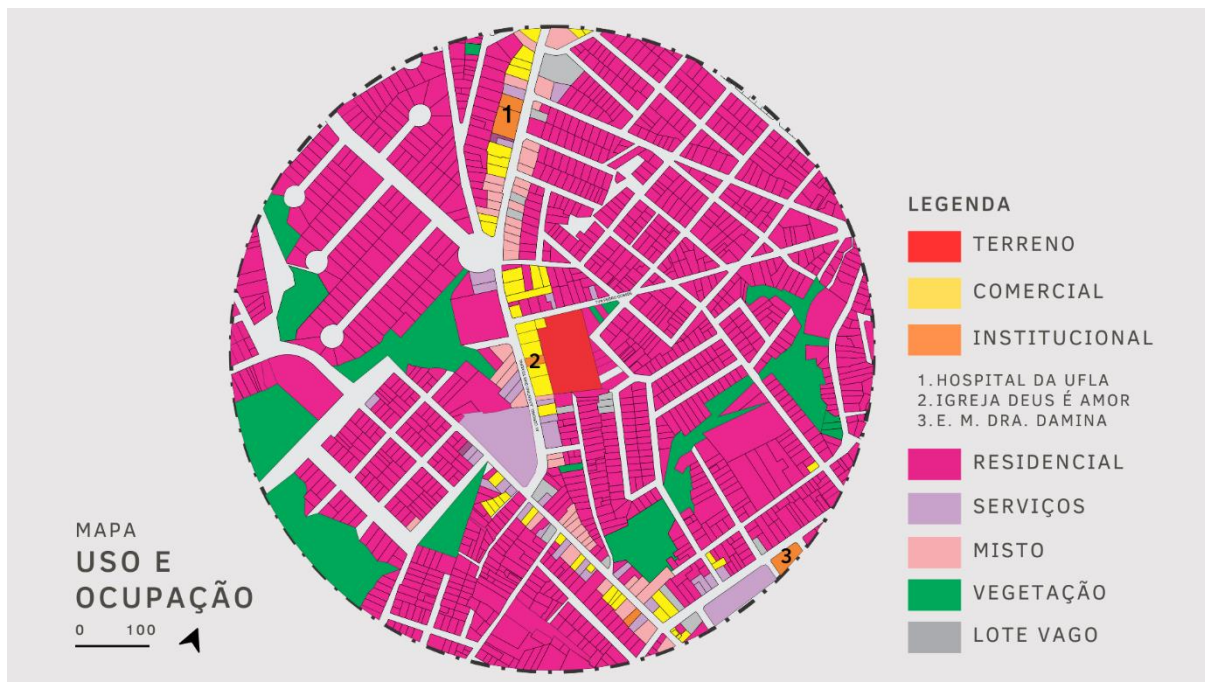 1
2
3
LEGENDA
TERRENO
COMERCIAL
INSTITUCIONAL
1.HOSPITAL DA UFLA
2.IGREJA DEUS É AMOR
3.E. M. DRA. DAMINA
RESIDENCIAL
SERVIÇOS
MISTO
VEGETAÇÃO
LOTE VAGO
MAPA
USO E
OCUPAÇÃO
0 100